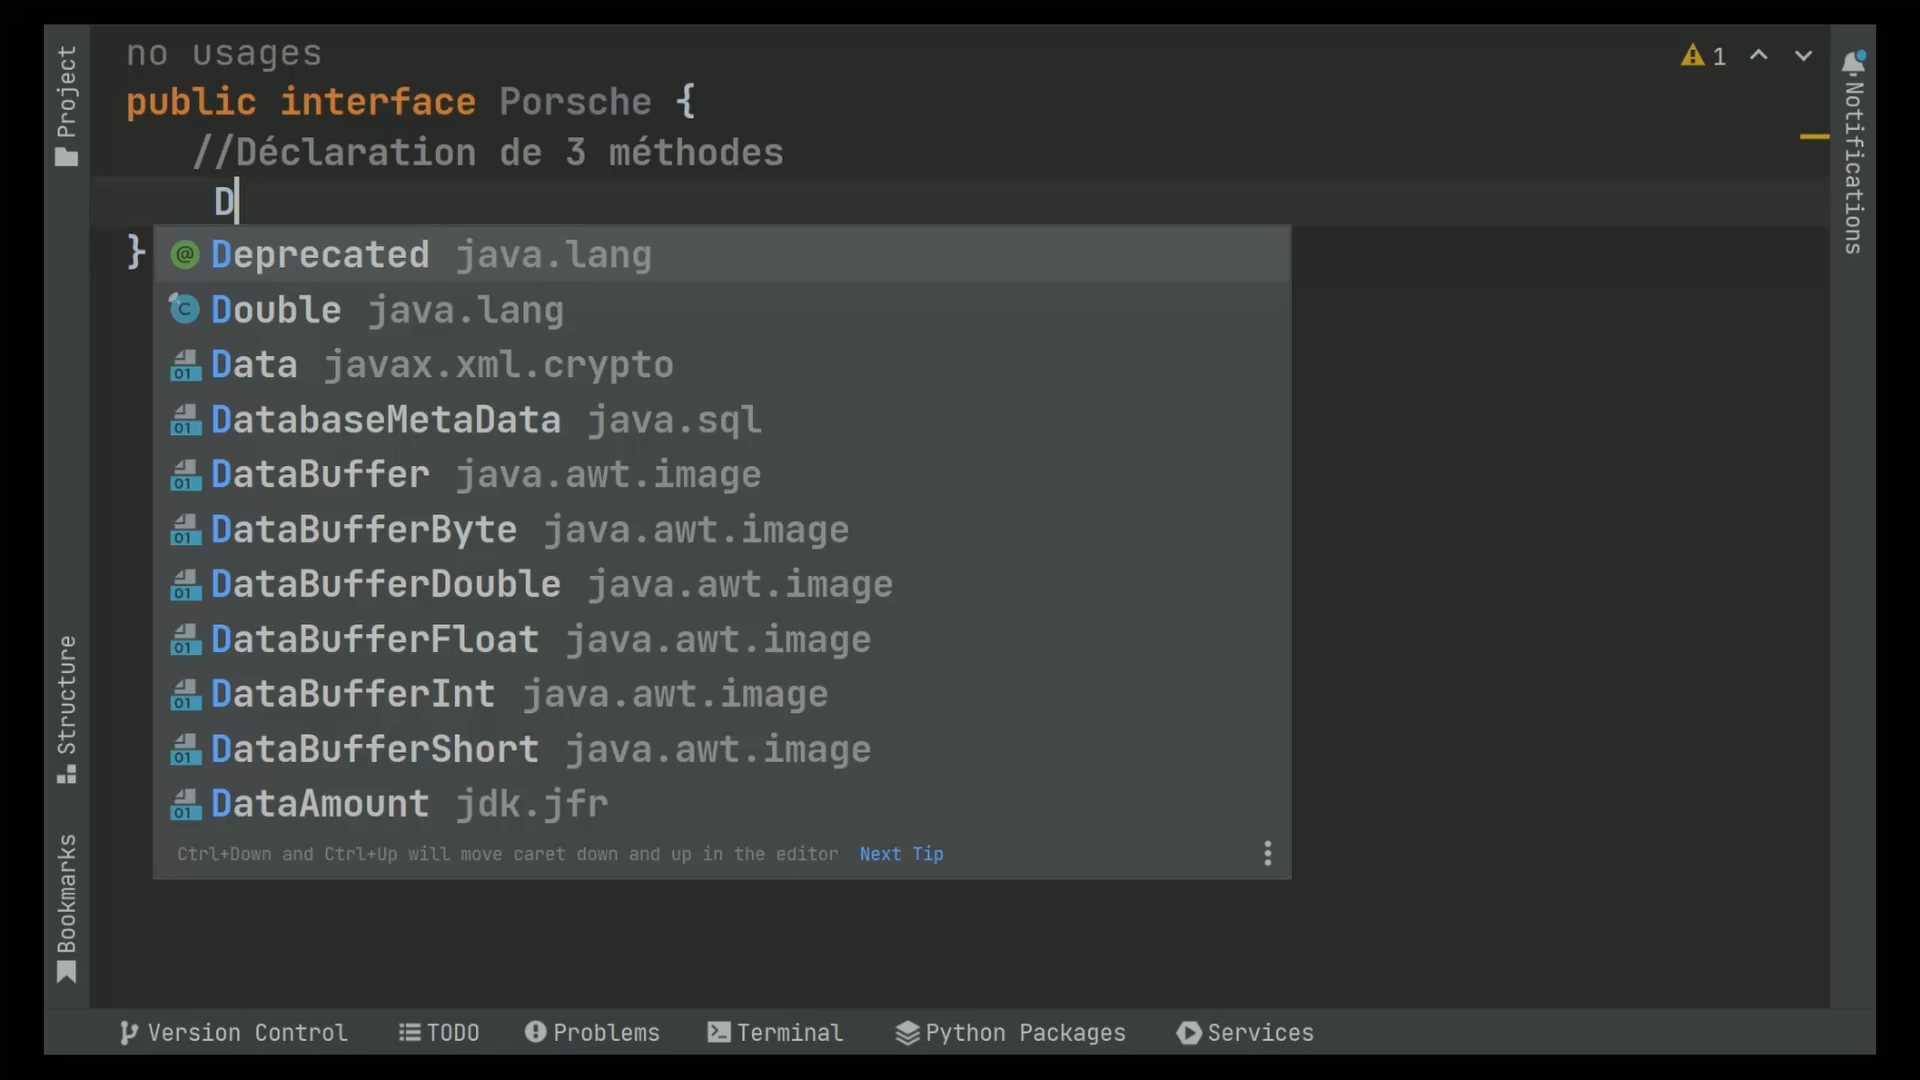 no usages
public interface Porsche {
//Déclaration de 3 méthodes
D
}
Deprecated java.lang
Double java.lang
Data javax.xml.crypto
DatabaseMetaData java.sql
DataBuffer java.awt.image
DataBufferByte java.awt.image
DataBufferDouble java.awt.image
DataBufferFloat java.awt.image
DataBufferInt java.awt.image
DataBufferShort java.awt.image
DataAmount jdk.jfr
Ctrl+Down and Ctrl+Up will move caret down and up in the editor Next Tip
1
Project
Structure
Bookmarks
Notifications
Version Control TODO Problems Terminal Python Packages Services